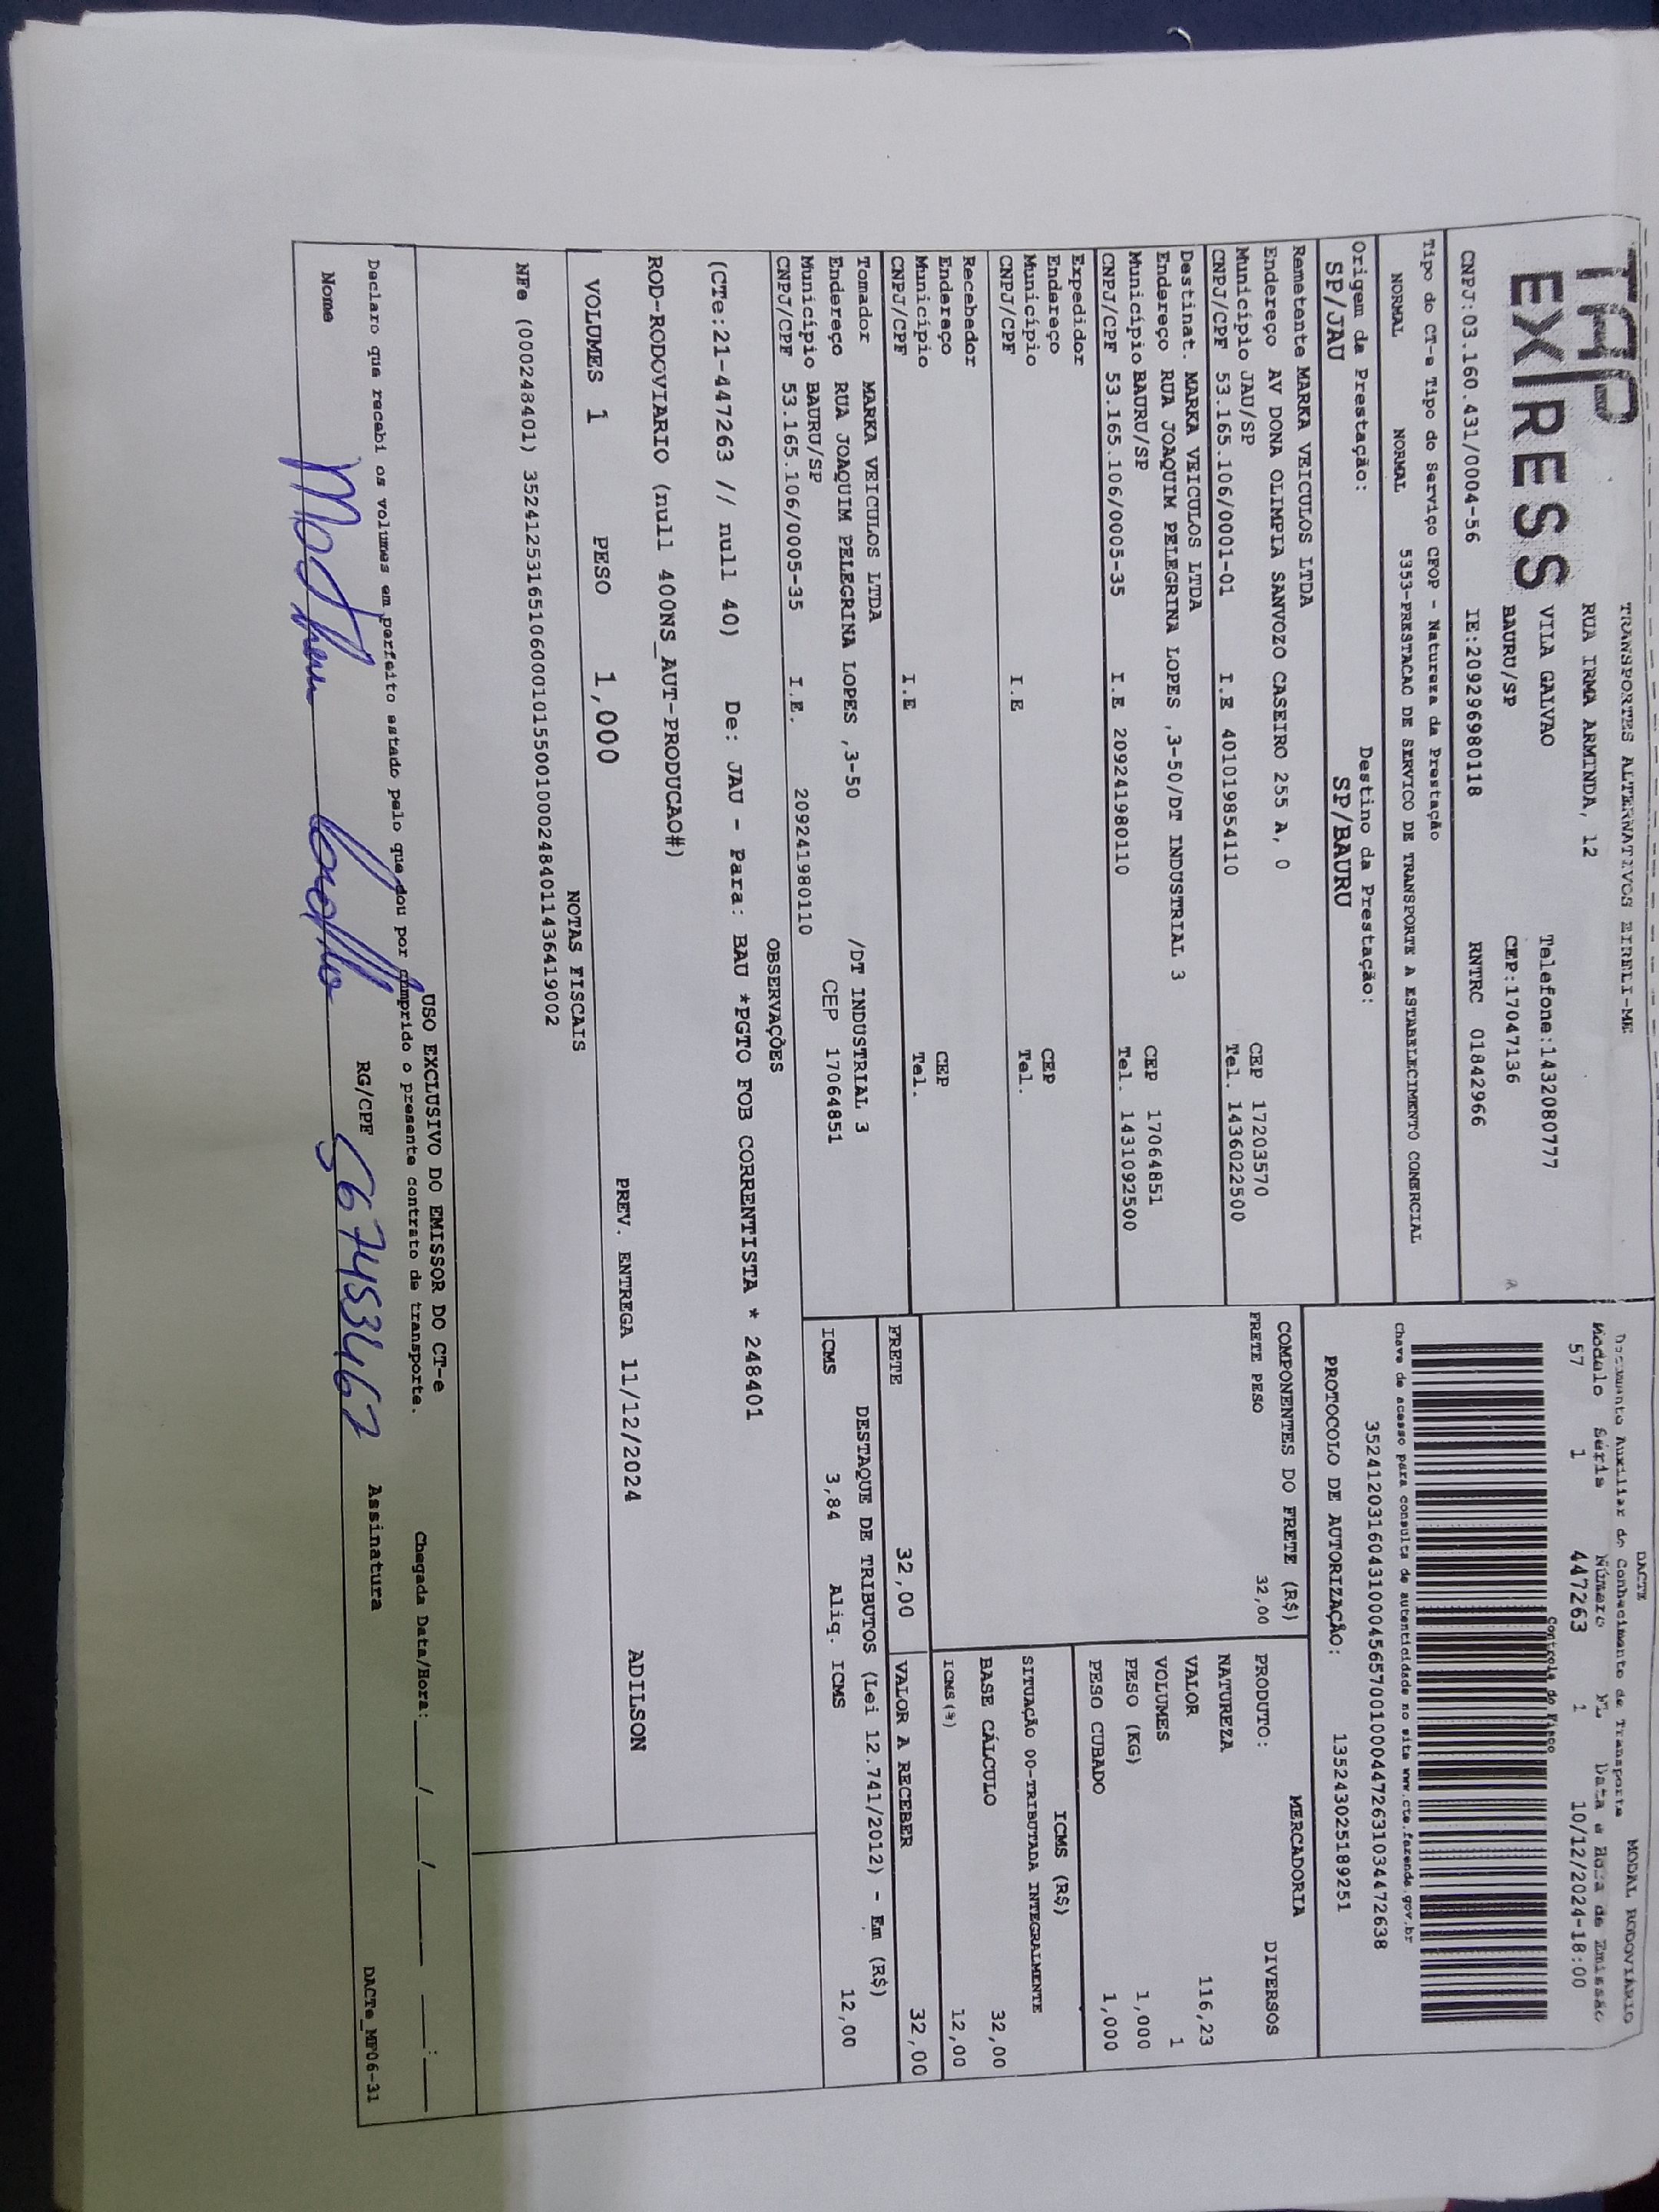 TAP
EXPRESS
TRANSPORTES ALTERNATIVOS EIRELI-ME
RUA IRMA ARMINDA, 12
VILA GALVAO Telefone:1432080777
BAURU/SP CEP:17047136
CNPJ:03.160.431/0004-56 IE:209296980118 RNTRC 01842966
DACTE MODAL RODOVIARIO
Documento Auxiliar do Conhecimento de Transporte
Modelo Série Número FL Data e Hora de Emissão
57 1 447263 1 10/12/2024-18:00
Controle do Fisco
Chave de acesso para consulta de autenticidade no site www.cte.fazenda.gov.br
35241203160431000456570010004472631034472638
PROTOCOLO DE AUTORIZAÇÃO: 135243025189251
Tipo do CT-e Tipo do Serviço CFOP - Natureza da Prestação
NORMAL NORMAL 5353-PRESTACAO DE SERVICO DE TRANSPORTE A ESTABELECIMENTO COMERCIAL
Origem da Prestação: Destino da Prestação:
SP/JAU SP/BAURU
Remetente MARKA VEICULOS LTDA
Endereço AV DONA OLIMPIA SANVOZO CASEIRO 255 A, 0 CEP 17203570
Município JAU/SP Tel. 1436022500
CNPJ/CPF 53.165.106/0001-01 I.E 401019854110
Destinat. MARKA VEICULOS LTDA
Endereço RUA JOAQUIM PELEGRINA LOPES ,3-50/DT INDUSTRIAL 3 CEP 17064851
Município BAURU/SP Tel. 1431092500
CNPJ/CPF 53.165.106/0005-35 I.E 209241980110
Expedidor
Endereço CEP
Município Tel.
CNPJ/CPF I.E
Recebedor
Endereço CEP
Município Tel.
CNPJ/CPF I.E
Tomador MARKA VEICULOS LTDA
Endereço RUA JOAQUIM PELEGRINA LOPES ,3-50 /DT INDUSTRIAL 3
Município BAURU/SP CEP 17064851
CNPJ/CPF 53.165.106/0005-35 I.E. 209241980110
COMPONENTES DO FRETE (R$)
FRETE PESO 32,00
MERCADORIA
PRODUTO: DIVERSOS
NATUREZA
VALOR 116,23
VOLUMES 1
PESO (KG) 1,000
PESO CUBADO 1,000
ICMS (R$)
SITUAÇÃO 00-TRIBUTADA INTEGRALMENTE
BASE CÁLCULO 32,00
ICMS(%) 12,00
FRETE 32,00 VALOR A RECEBER 32,00
DESTAQUE DE TRIBUTOS (Lei 12.741/2012) - Em (R$)
ICMS 3,84 Aliq. ICMS 12,00
OBSERVAÇÕES
(CTe:21-447263 // null 40) De: JAU - Para: BAU *PGTO FOB CORRENTISTA * 248401
ROD-RODOVIARIO (null 400NS_AUT-PRODUCAO#)
PREV. ENTREGA 11/12/2024 ADILSON
VOLUMES 1 PESO 1,000
NOTAS FISCAIS
NFe (000248401) 35241253165106000101550010002484011436419002
USO EXCLUSIVO DO EMISSOR DO CT-e
Declaro que recebi os volumes em perfeito estado pelo que dou por cumprido o presente contrato de transporte. Chegada Data/Hora:____/____/______ ___:___
Nome RG/CPF 567453467 Assinatura
DACTe_MF06-31